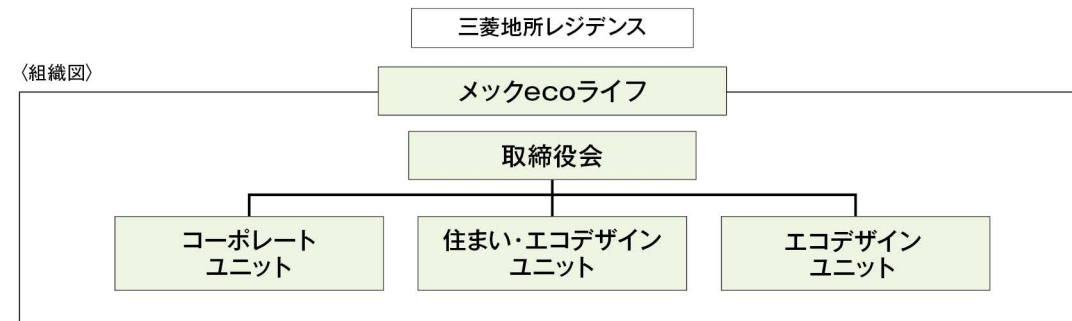 三菱地所レジデンス
〈組織図〉
メックecoライフ
取締役会
コーポレート
ユニット
住まい・エコデザイン
ユニット
エコデザイン
ユニット